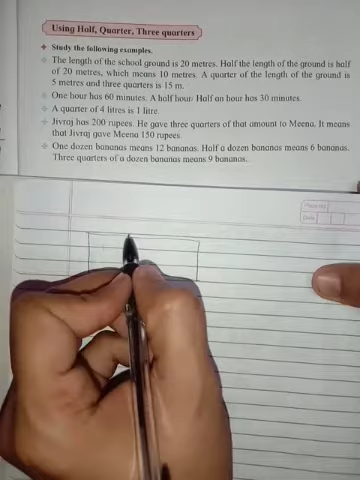 Using Half, Quarter, Three quarters
Study the following examples.
The length of the school ground is 20 metres. Half the length of the ground is half
of 20 metres, which means 10 metres. A quarter of the length of the ground is
5 metres and three quarters is 15 m.
One hour has 60 minutes. A half hour/ Half an hour has 30 minutes.
A quarter of 4 litres is 1 litre.
Jivraj has 200 rupees. He gave three quarters of that amount to Meena. It means
that Jivraj gave Meena 150 rupees.
One dozen bananas means 12 bananas. Half a dozen bananas means 6 bananas.
Three quarters of a dozen bananas means 9 bananas.
Date